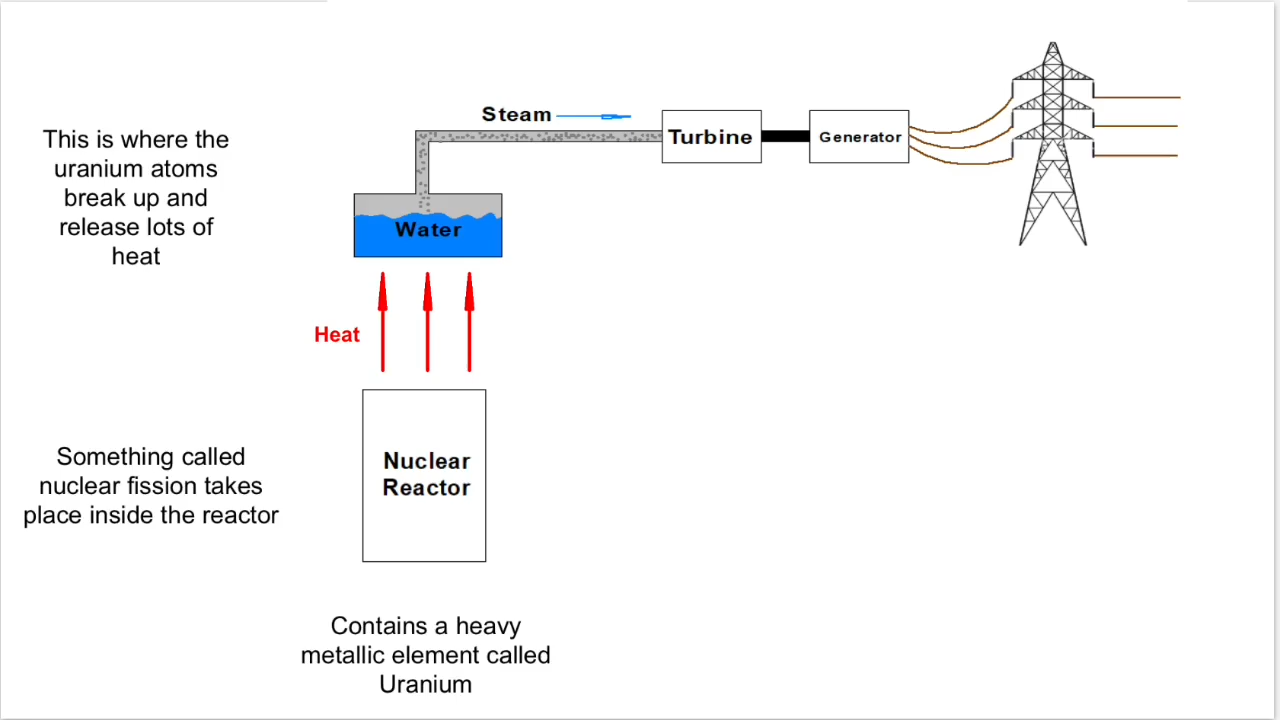 Steam
Turbine
Generator
This is where the
uranium atoms
break up and
release lots of
heat
Water
Heat
Something called
nuclear fission takes
place inside the reactor
Nuclear
Reactor
Contains a heavy
metallic element called
Uranium